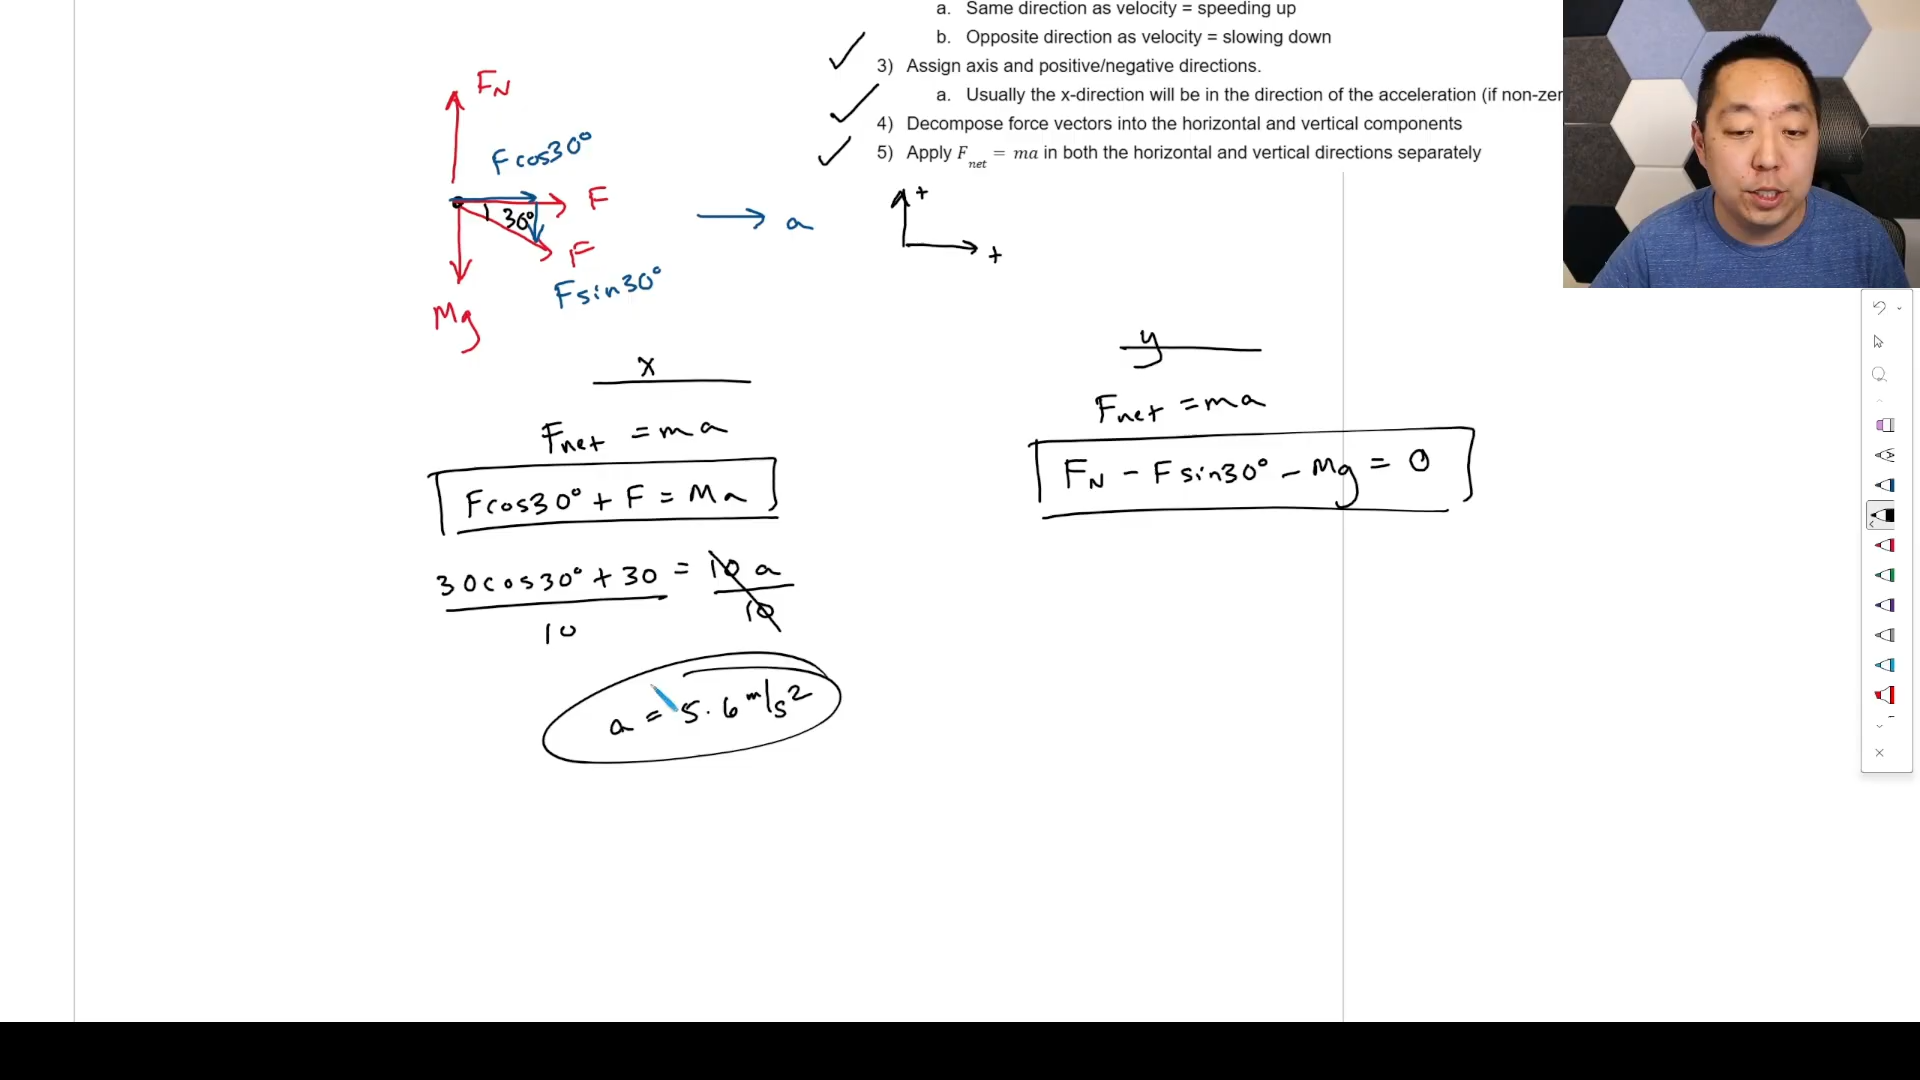 a. Same direction as velocity = speeding up
b. Opposite direction as velocity = slowing down
3) Assign axis and positive/negative directions.
a. Usually the x-direction will be in the direction of the acceleration (if non-zer
4) Decompose force vectors into the horizontal and vertical components
5) Apply F_net = ma in both the horizontal and vertical directions separately
F_N
F cos30°
F
30°
F
F sin30°
Mg
a
+
+
x
F_net = ma
F cos30° + F = Ma
30cos30° + 30 = 10 a
10 10
a = 5.6 m/s²
y
F_net = ma
F_N - F sin30° - Mg = 0